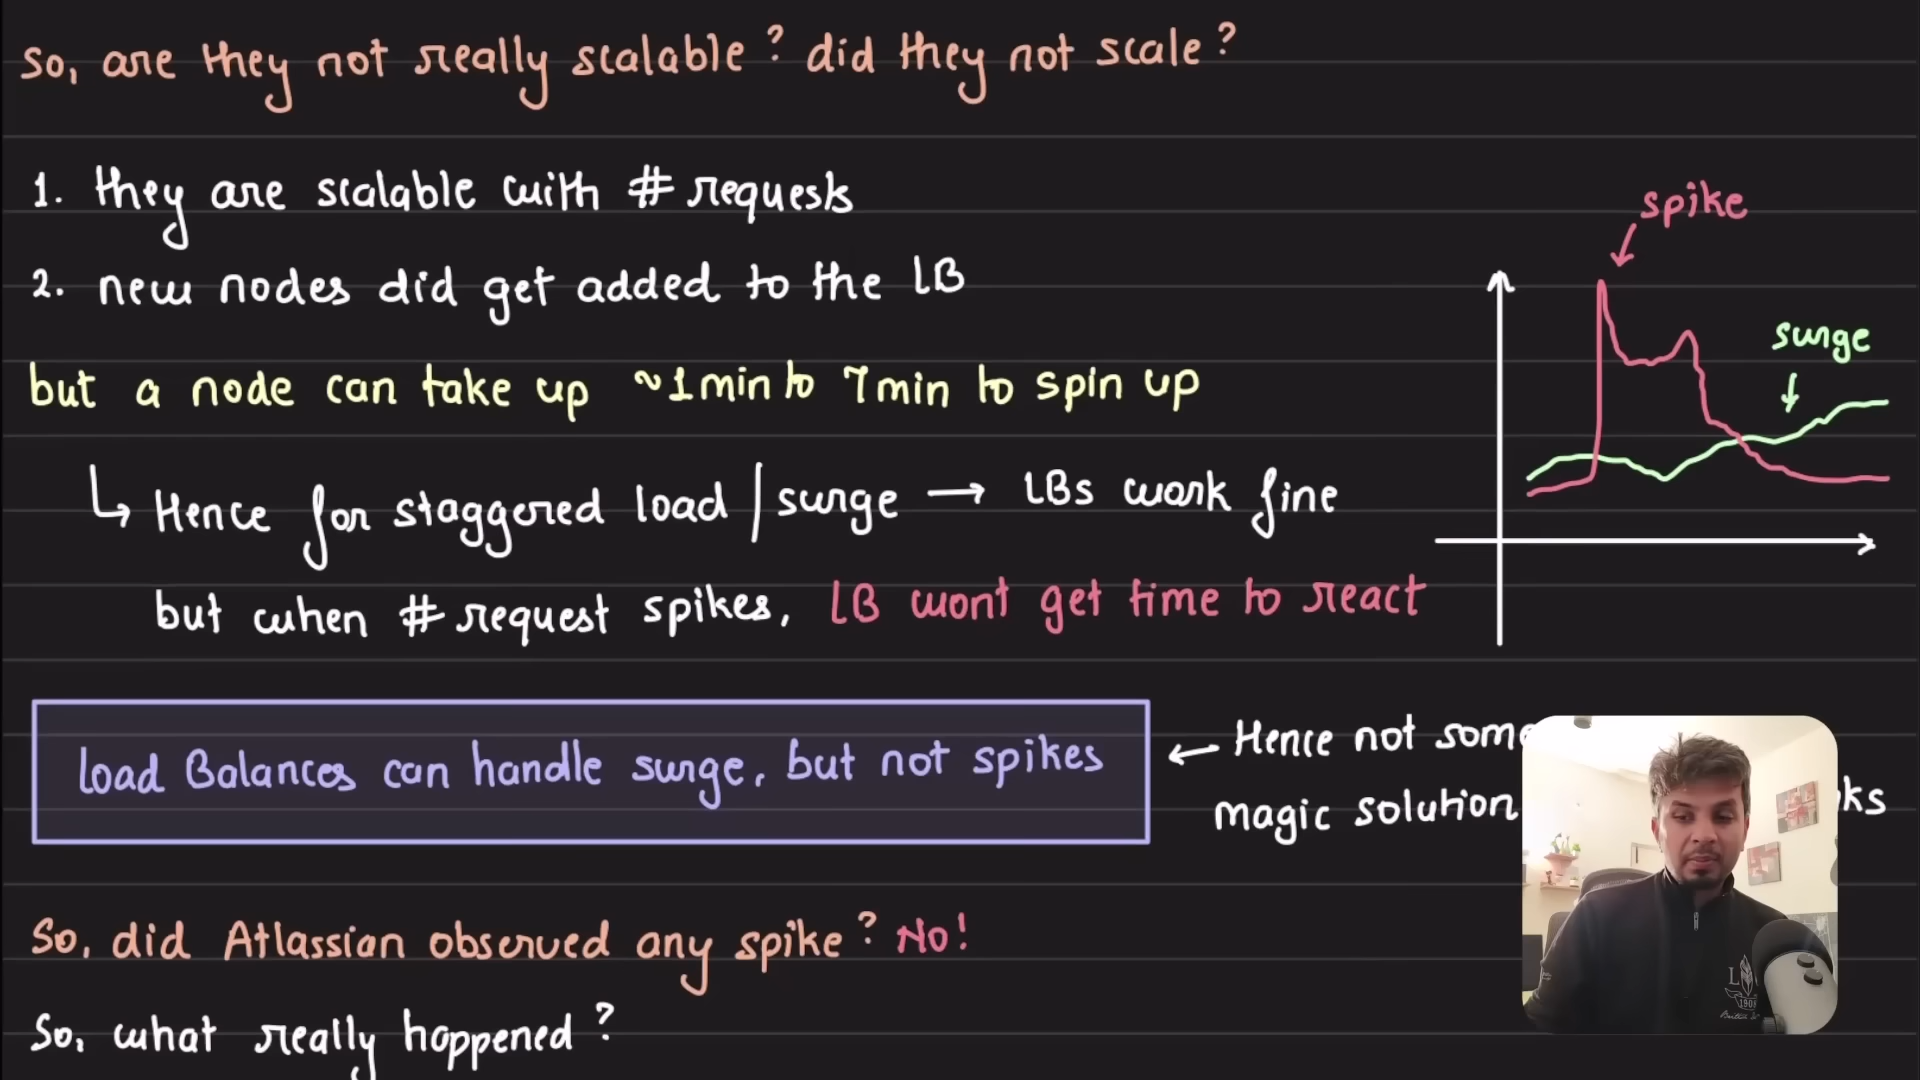 so, are they not really scalable? did they not scale?
1. they are scalable with # requests
spike
2. new nodes did get added to the LB
surge
but a node can take up ~1min to 7min to spin up
Hence for staggered load / surge → LBs work fine
but when # request spikes, LB wont get time to react
Load Balances can handle surge, but not spikes
← Hence not some
magic solution
So, did Atlassian observed any spike? No!
So, what really happened?